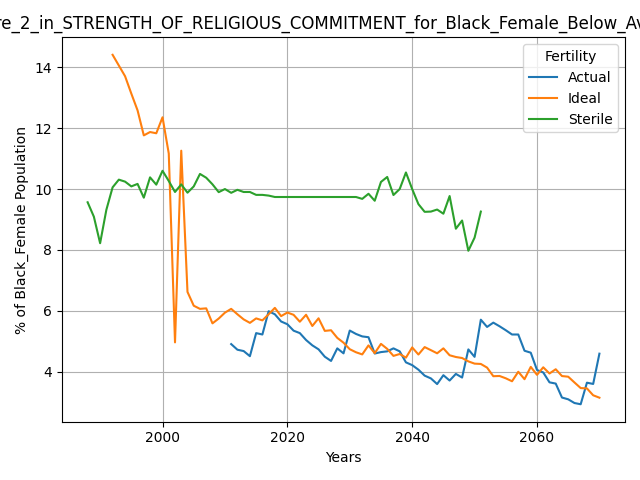 re_2_in_STRENGTH_OF_RELIGIOUS_COMMITMENT_for_Black_Female_Below_Av
Fertility
Actual
Ideal
Sterile
14
12
10
8
6
4
% of Black_Female Population
2000
2020
2040
2060
Years